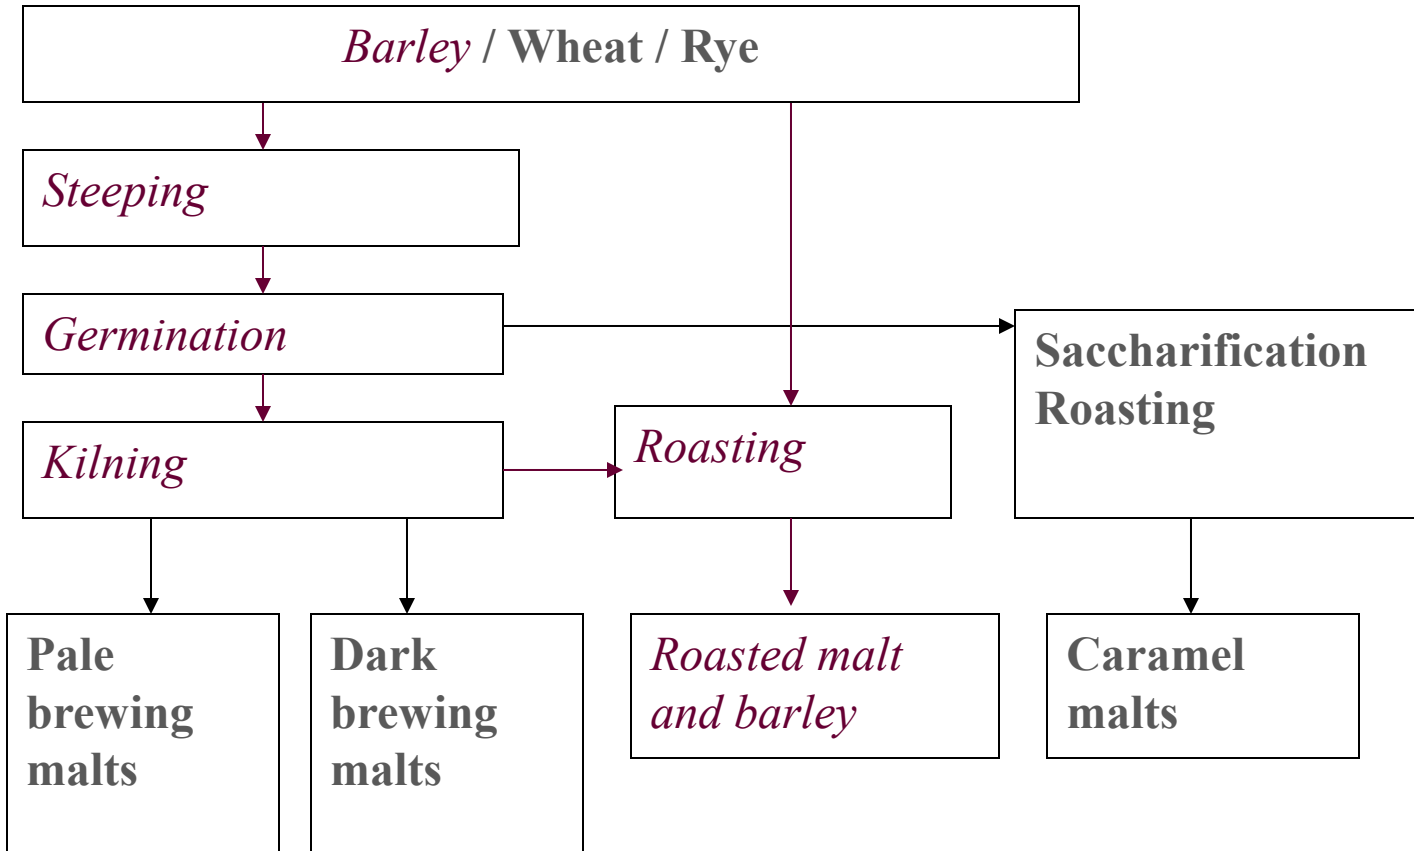 Barley / Wheat / Rye
Steeping
Germination
Saccharification
Roasting
Kilning
Roasting
Pale
brewing
malts
Dark
brewing
malts
Roasted malt
and barley
Caramel
malts